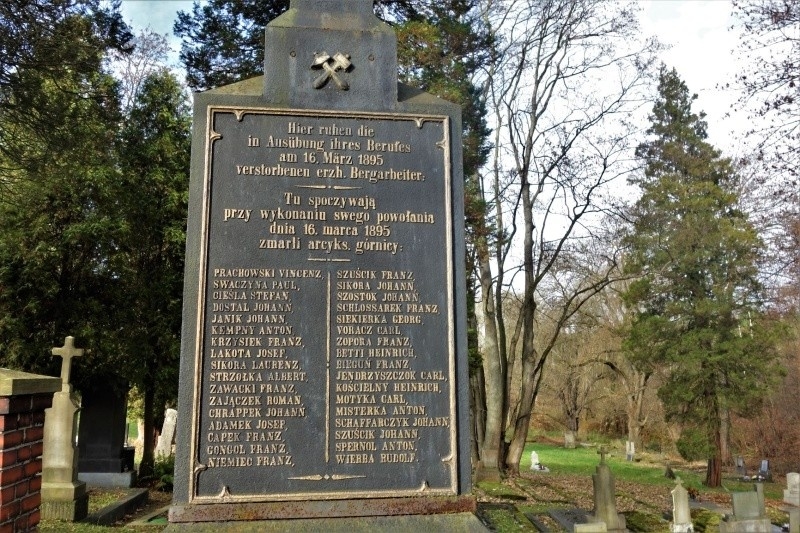 Hier ruhen die
in Ausübung ihres Berufes
am 16. März 1895
verstorbenen erzh. Bergarbeiter:
Tu spoczywają
przy wykonaniu swego powołania
dnia 16. marca 1895
zmarli arcyks. górnicy:
PRACHOWSKI VINCENZ,
SWACZYNA PAUL,
CIEŚLA STEFAN,
DOSTAL JOHANN,
JANIK JOHANN,
KEMPNY ANTON,
KRZYSIEK FRANZ,
LAKOTA JOSEF,
SIKORA LAURENZ,
STRZÓŁKA ALBERT,
ZAWACKI FRANZ,
ZAJĄCZEK ROMAN,
CHRAPPEK JOHANN,
ADAMEK JOSEF,
CAPEK FRANZ,
GONGOL FRANZ,
NIEMIEC FRANZ,
SZUŚCIK FRANZ,
SIKORA JOHANN,
SZOSTOK JOHANN,
SCHLOSSAREK FRANZ,
SIEKIERKA GEORG,
VORACZ CARL,
ZOPORA FRANZ,
BETTI HEINRICH,
BIEGUŃ FRANZ,
JENDRZYSZCZOK CARL,
KOŚCIELNY HEINRICH,
MOTYKA CARL,
MISTERKA ANTON,
SCHAFFARCZYK JOHANN,
SZUŚCIK JOHANN,
SPERNOL ANTON,
WIERBA RUDOLF.